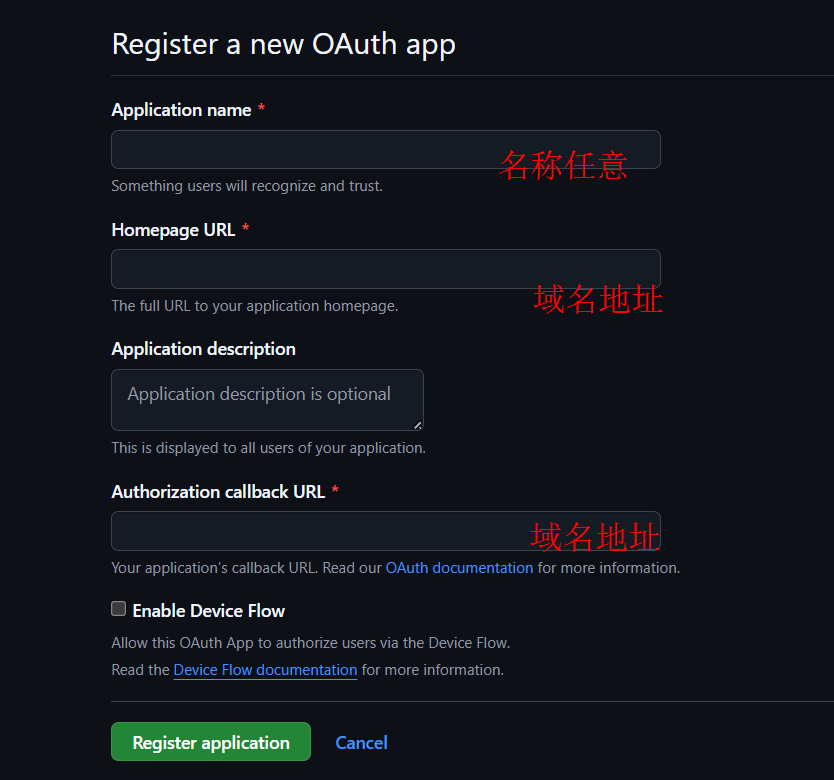 Register a new OAuth app
Application name *
名称任意
Something users will recognize and trust.
Homepage URL *
域名地址
The full URL to your application homepage.
Application description
Application description is optional
This is displayed to all users of your application.
Authorization callback URL *
域名地址
Your application’s callback URL. Read our OAuth documentation for more information.
Enable Device Flow
Allow this OAuth App to authorize users via the Device Flow.
Read the Device Flow documentation for more information.
Register application Cancel